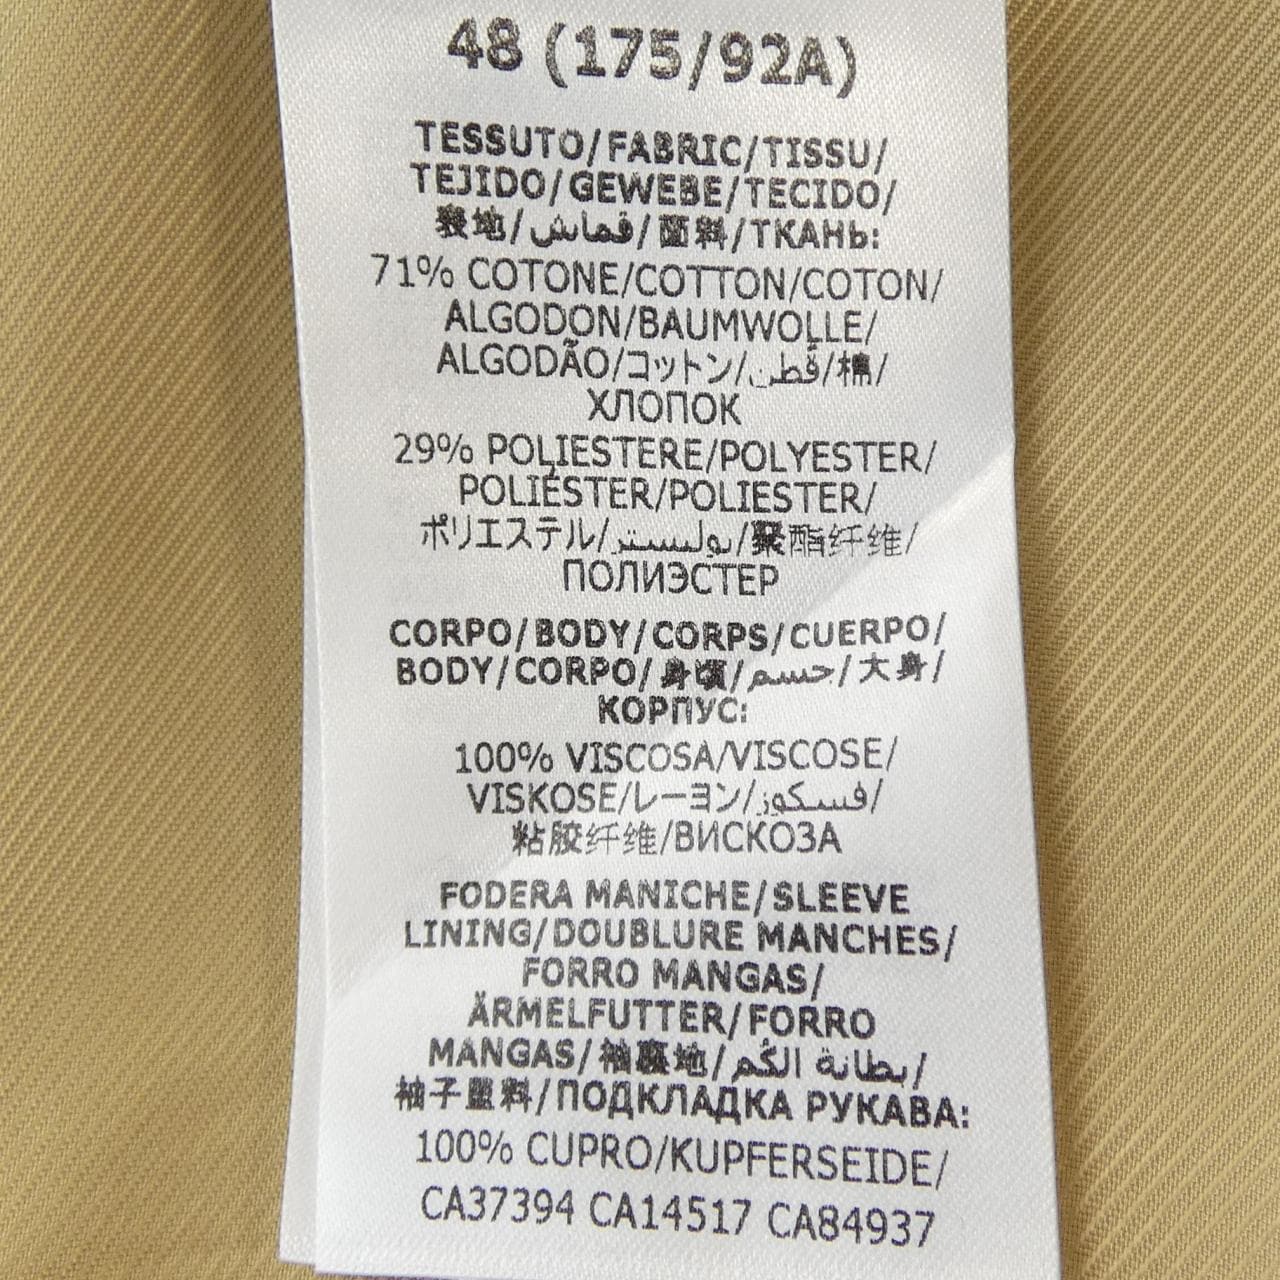 48 (175/92A)
TESSUTO/FABRIC/TISSU/
TEJIDO/GEWEBE/TECIDO/
表地/قماش/面料/ТКАНЬ:
71% COTONE/COTTON/COTON/
ALGODON/BAUMWOLLE/
ALGODÃO/コットン/قطن/棉/
ХЛОПОК
29% POLIESTERE/POLYESTER/
POLIÉSTER/POLIESTER/
ポリエステル/بوليستر/聚酯纤维/
ПОЛИЭСТЕР
CORPO/BODY/CORPS/CUERPO/
BODY/CORPO/身頃/جسم/大身/
КОРПУС:
100% VISCOSA/VISCOSE/
VISKOSE/レーヨン/فسكوز/
粘胶纤维/ВИСКОЗА
FODERA MANICHE/SLEEVE
LINING/DOUBLURE MANCHES/
FORRO MANGAS/
ÄRMELFUTTER/FORRO
MANGAS/袖裏地/بطانة الكُم/
袖子里料/ПОДКЛАДКА РУКАВА:
100% CUPRO/KUPFERSEIDE/
CA37394 CA14517 CA84937